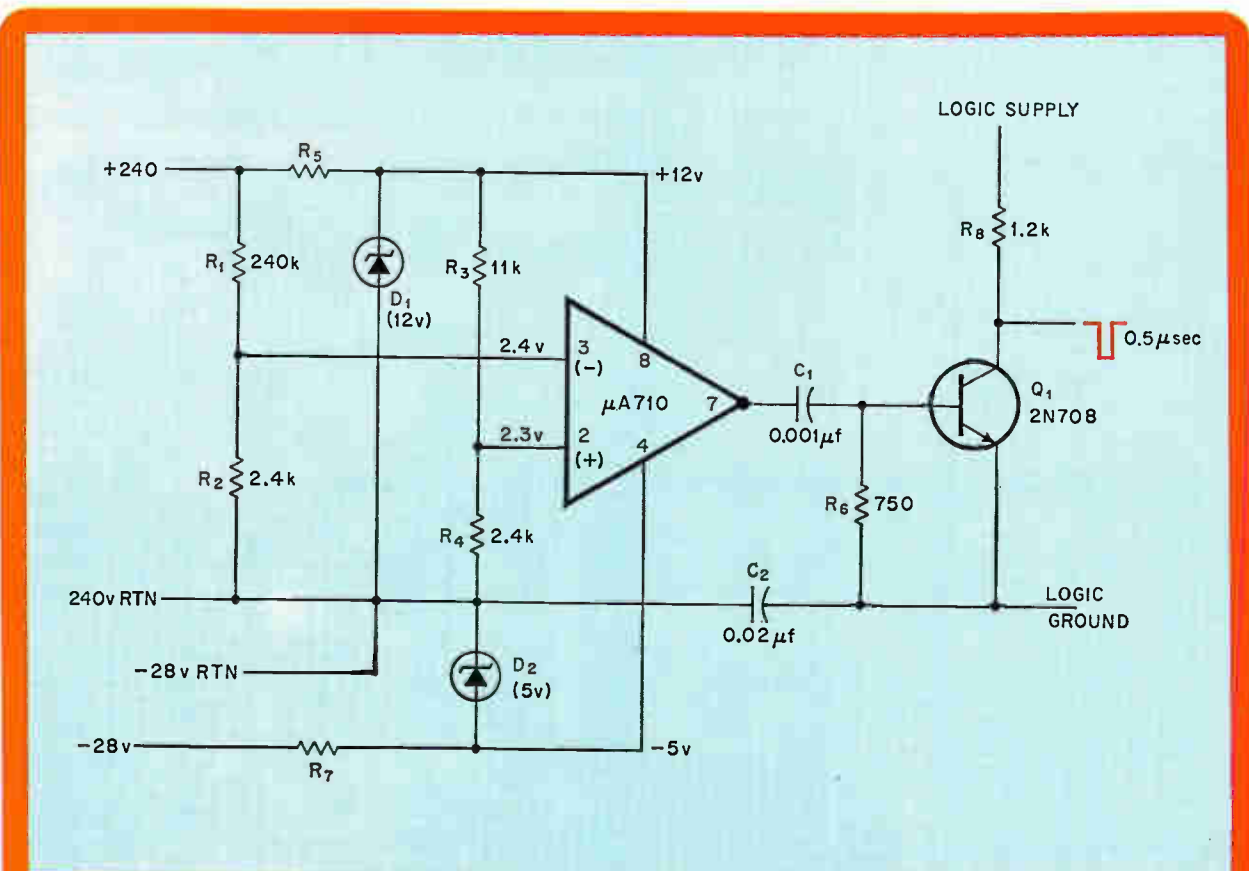 LOGIC SUPPLY
+240
R5
+12v
R1 240k
D1
(12v)
R3 11k
R8 1.2k
2.4v
3
(-)
8
μA710
7
C1
0.001μf
0.5μsec
Q1
2N708
2.3v
2
(+)
4
R2 2.4k
R4 2.4k
R6 750
240v RTN
C2
0.02μf
LOGIC
GROUND
-28v RTN
D2
(5v)
-28v
R7
-5v